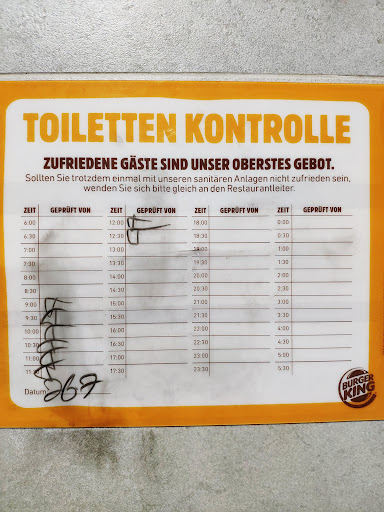 TOILETTEN KONTROLLE
ZUFRIEDENE GÄSTE SIND UNSER OBERSTES GEBOT.
Sollten Sie trotzdem einmal mit unseren sanitären Anlagen nicht zufrieden sein,
wenden Sie sich bitte gleich an den Restaurantleiter.
ZEIT GEPRÜFT VON ZEIT GEPRÜFT VON ZEIT GEPRÜFT VON ZEIT GEPRÜFT VON
6:00 12:00 18:00 0:00
6:30 12:30 18:30 0:30
7:00 13:00 19:00 1:00
7:30 13:30 19:30 1:30
8:00 14:00 20:00 2:00
8:30 14:30 20:30 2:30
9:00 15:00 21:00 3:00
9:30 15:30 21:30 3:30
10:00 16:00 22:00 4:00
10:30 16:30 22:30 4:30
11:00 17:00 23:00 5:00
17:30 23:30 5:30
Datum
BURGER
KING